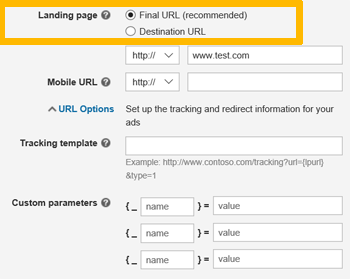 Landing page ? Final URL (recommended)
Destination URL
http:// www.test.com
Mobile URL ? http://
URL Options Set up the tracking and redirect information for your
ads
Tracking template ?
Example: http://www.contoso.com/tracking?url={lpurl}
&type=1
Custom parameters ? {_ name } = value
{_ name } = value
{_ name } = value